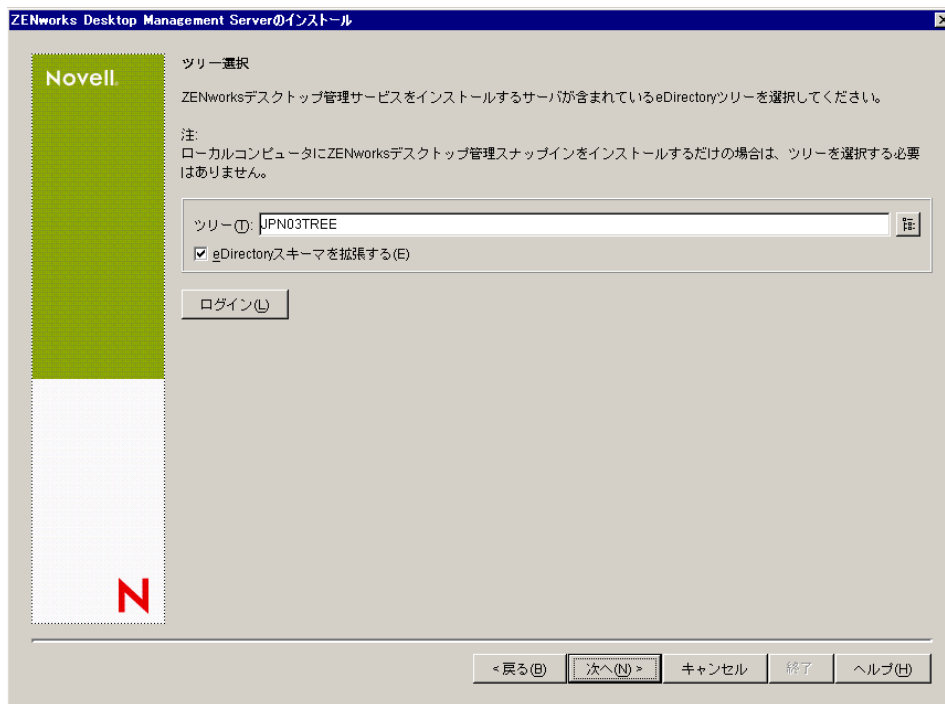 ZENworks Desktop Management Serverのインストール
Novell.
ツリー選択
ZENworksデスクトップ管理サービスをインストールするサーバが含まれているeDirectoryツリーを選択してください。
注:
ローカルコンピュータにZENworksデスクトップ管理スナップインをインストールするだけの場合は、ツリーを選択する必要
はありません。
ツリー(T): JPN03TREE
eDirectoryスキーマを拡張する(E)
ログイン(L)
N
<戻る(B) 次へ(N)> キャンセル 終了 ヘルプ(H)